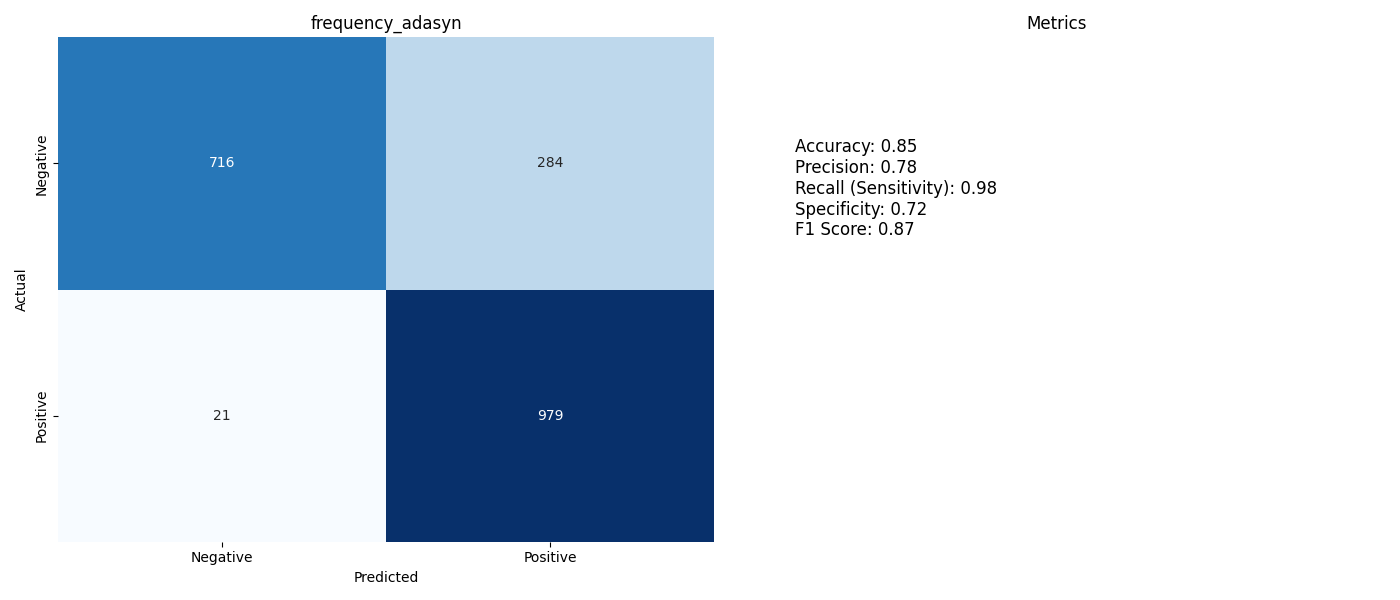 frequency_adasyn
Negative
716
284
Actual
Positive
21
979
Negative
Positive
Predicted
Metrics
Accuracy: 0.85
Precision: 0.78
Recall (Sensitivity): 0.98
Specificity: 0.72
F1 Score: 0.87